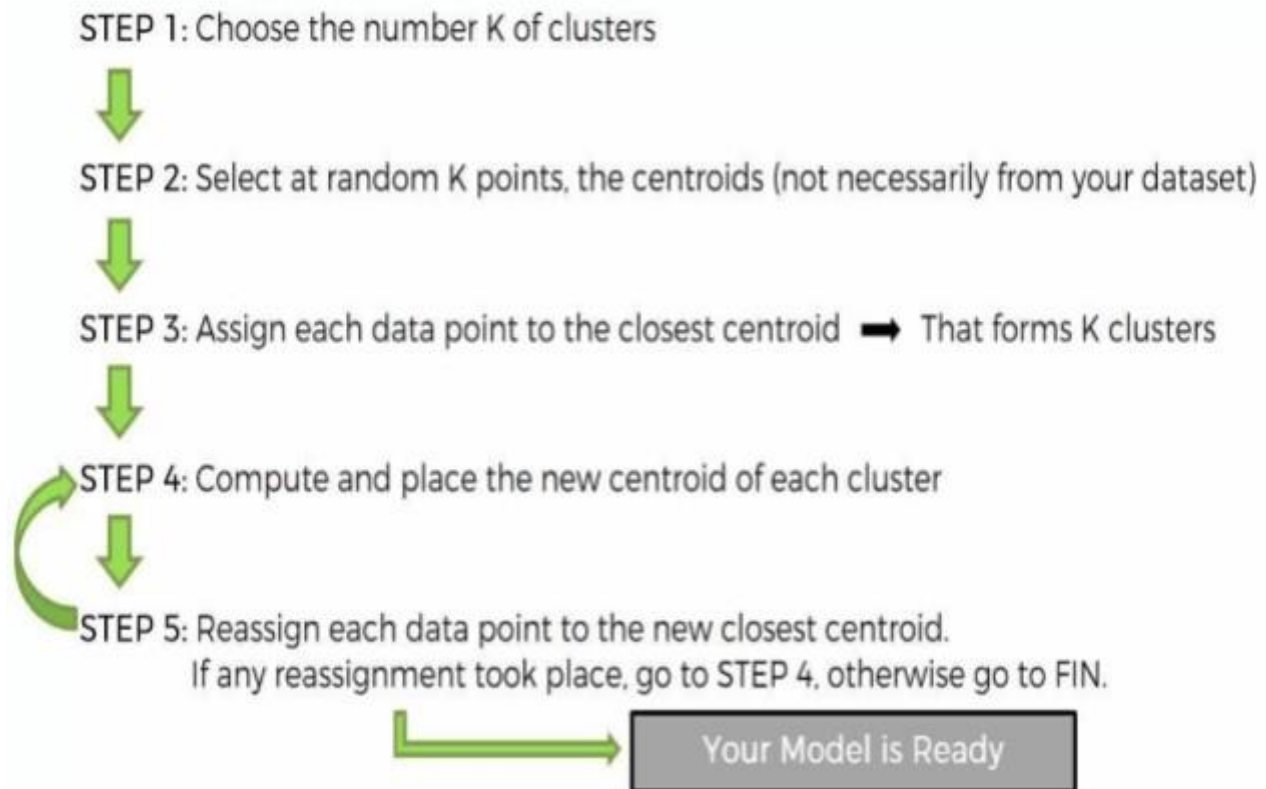 STEP 1: Choose the number K of clusters
STEP 2: Select at random K points, the centroids (not necessarily from your dataset)
STEP 3: Assign each data point to the closest centroid ➡ That forms K clusters
STEP 4: Compute and place the new centroid of each cluster
STEP 5: Reassign each data point to the new closest centroid.
If any reassignment took place, go to STEP 4, otherwise go to FIN.
Your Model is Ready